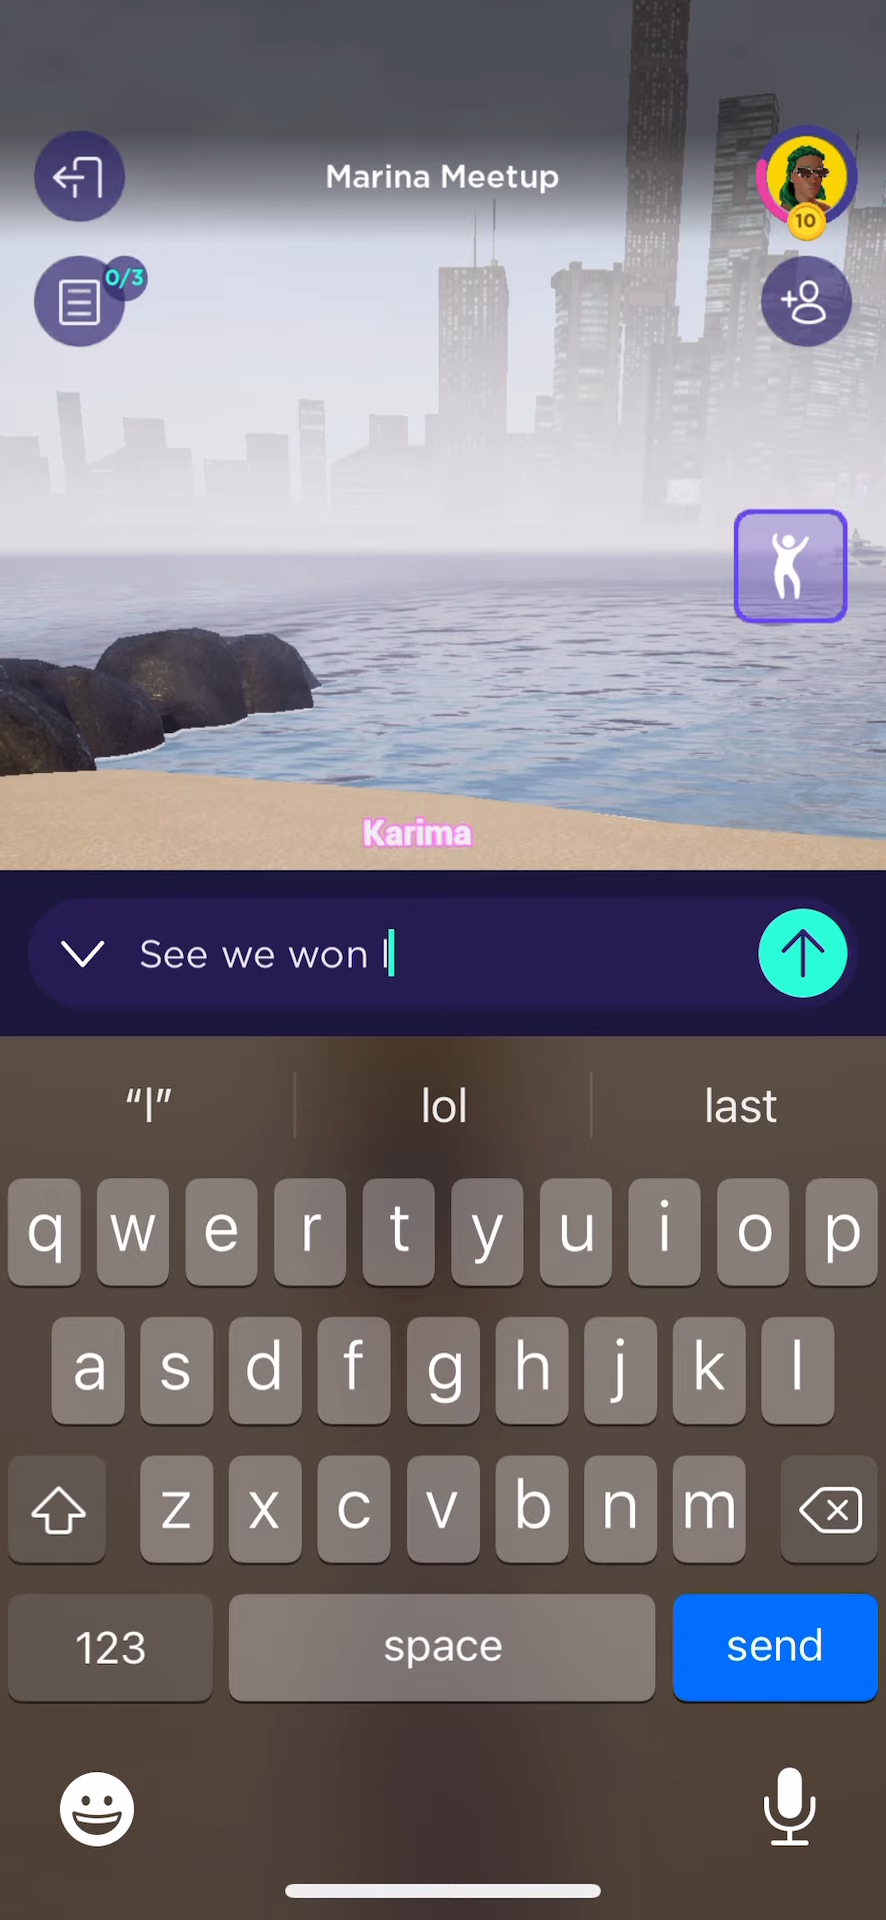 Marina Meetup
10
0/3
Karima
See we won l
“l” lol last
q w e r t y u i o p
a s d f g h j k l
z x c v b n m
123 space send